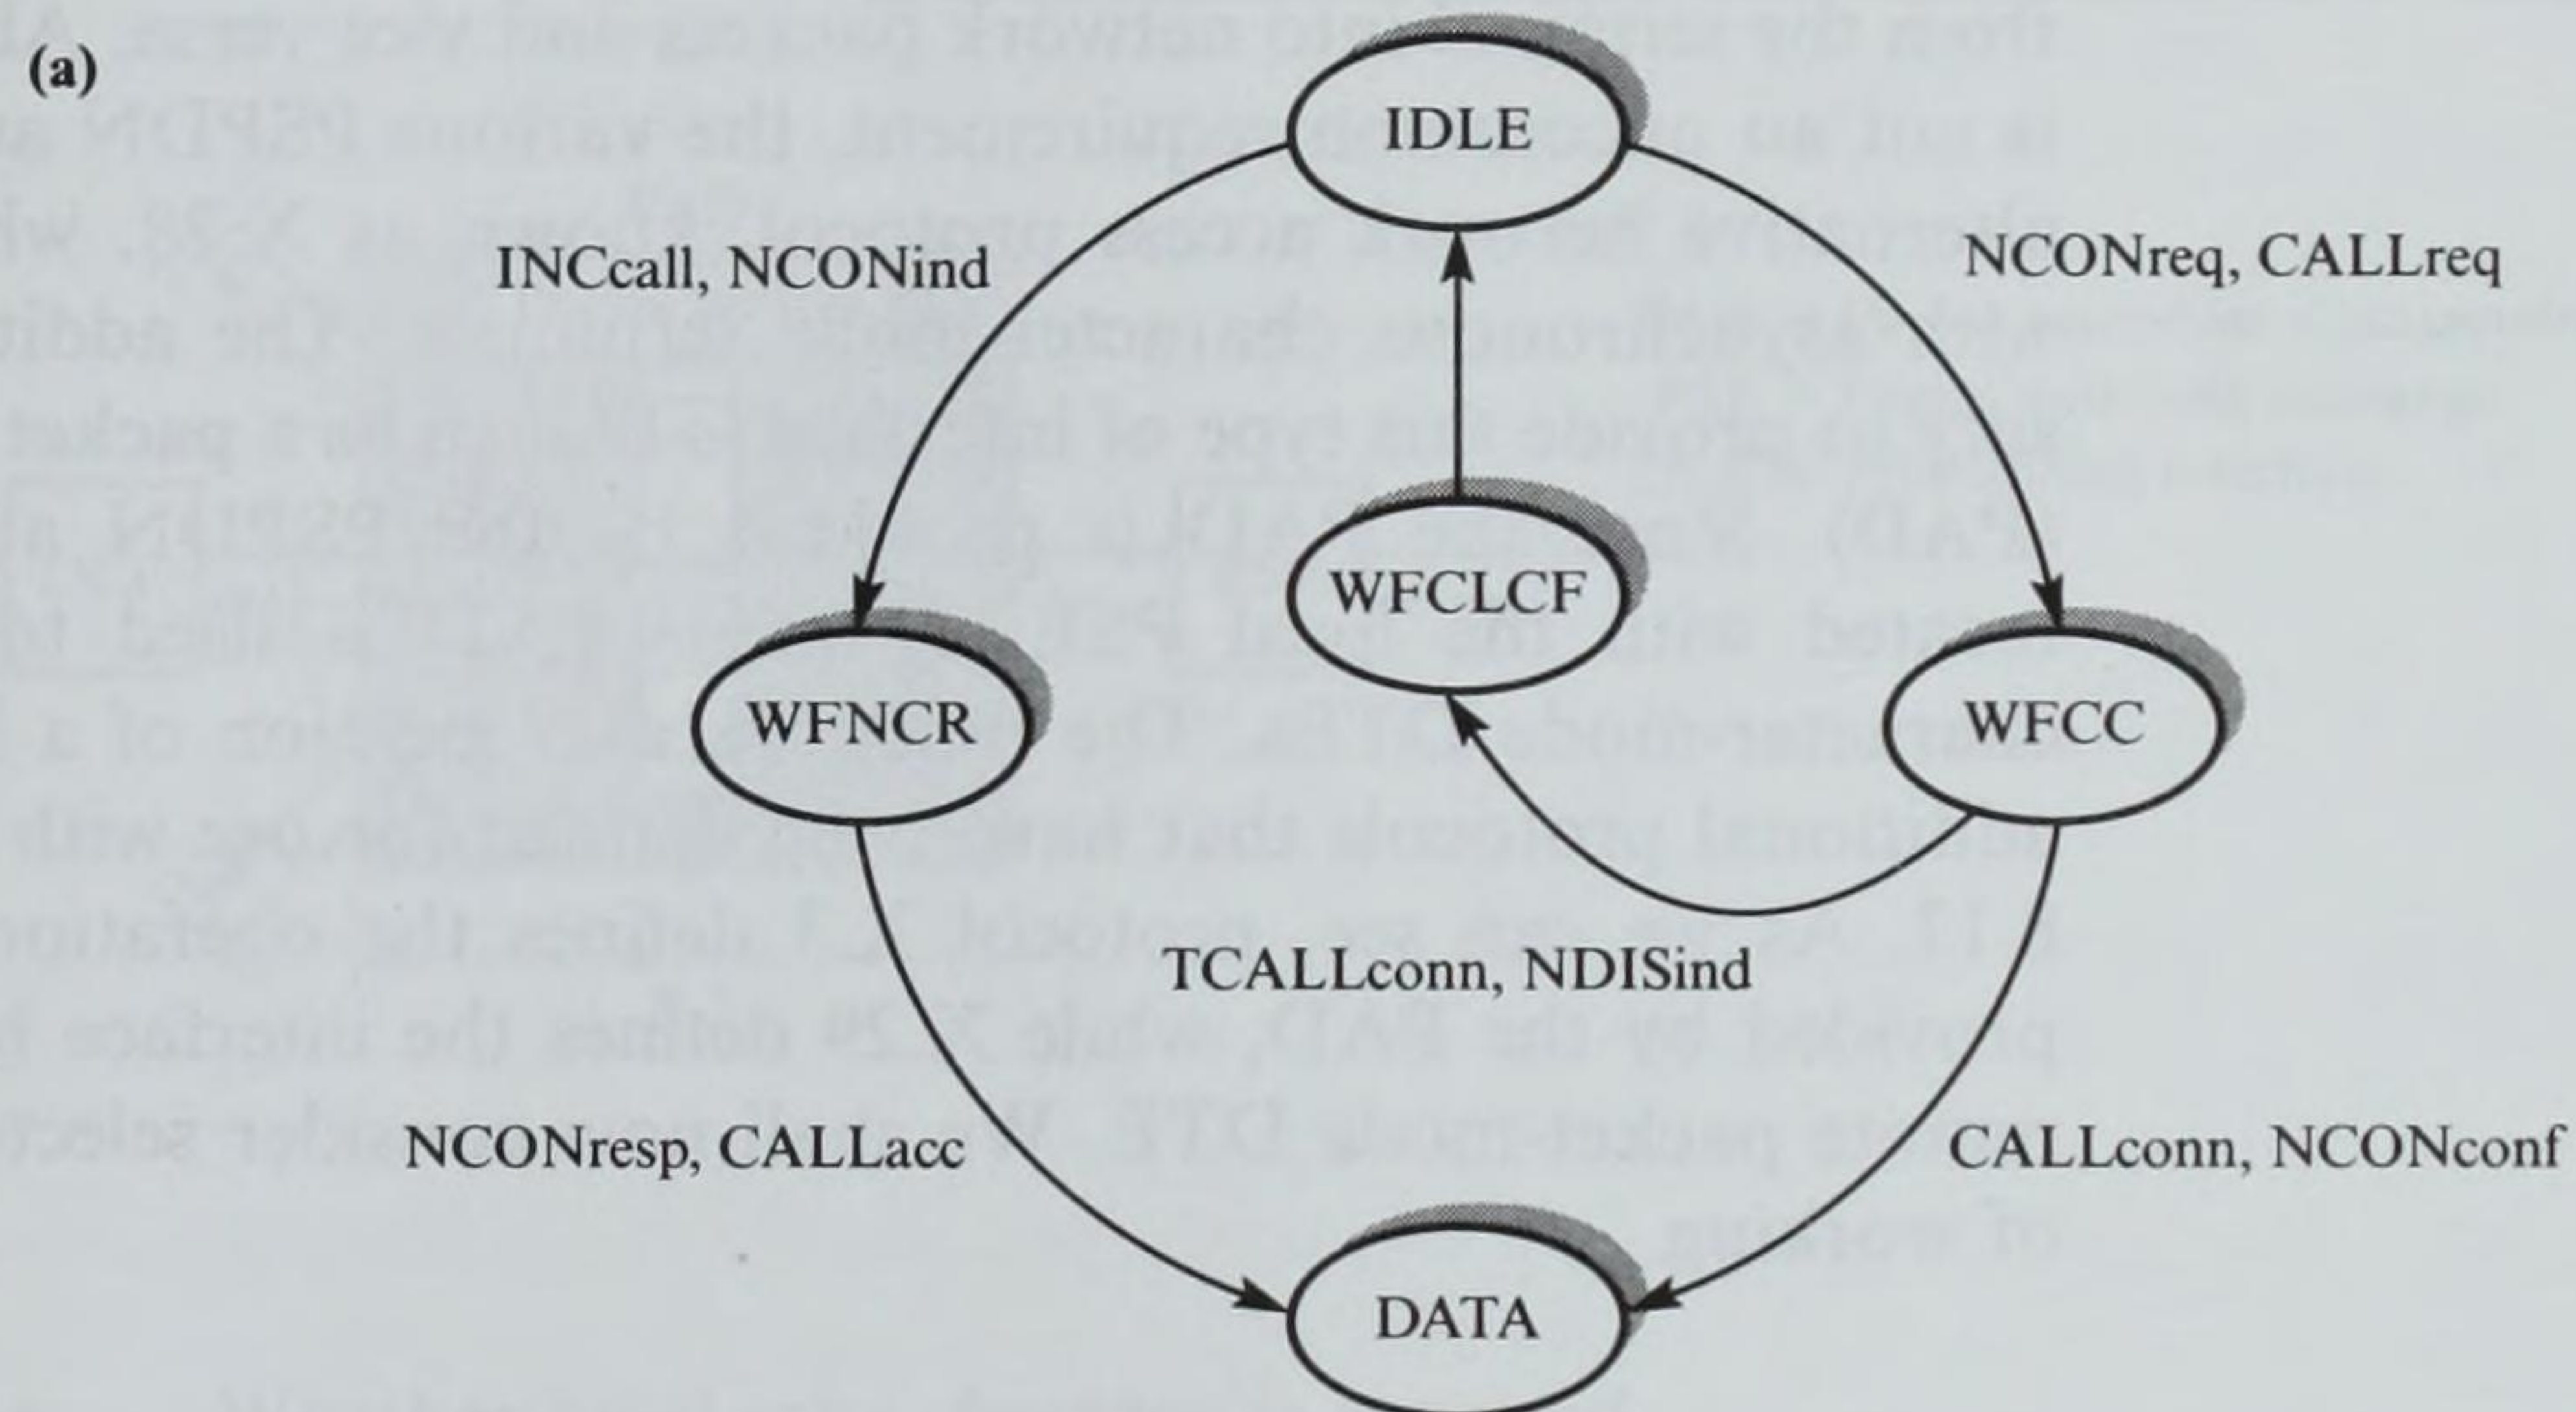 (a)
IDLE
INCcall, NCONind
NCONreq, CALLreq
WFCLCF
WFNCR
WFCC
TCALLconn, NDISind
NCONresp, CALLacc
CALLconn, NCONconf
DATA